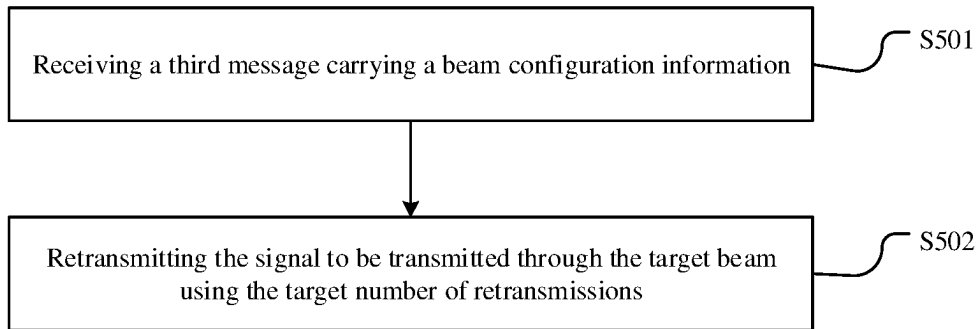 Receiving a third message carrying a beam configuration information
S501
Retransmitting the signal to be transmitted through the target beam
using the target number of retransmissions
S502